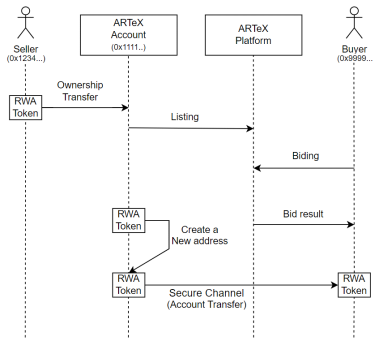 ARTeX
Account
(0x1111..)
ARTeX
Platform
Seller
(0x1234...)
Buyer
(0x9999...
RWA
Token
Ownership
Transfer
Listing
Biding
RWA
Token
Create a
New address
Bid result
RWA
Token
Secure Channel
(Account Transfer)
RWA
Token